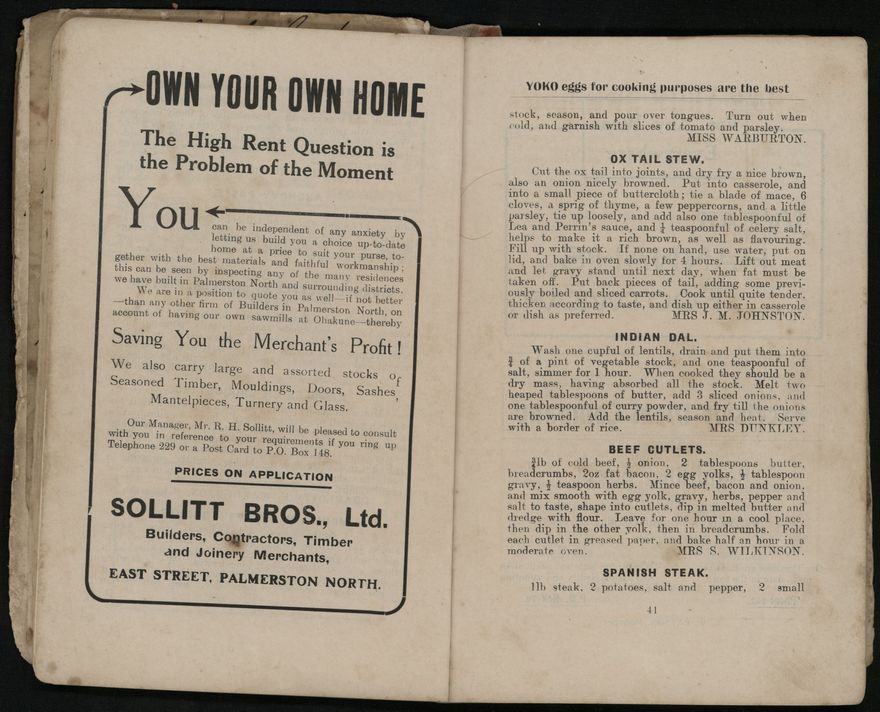 OWN YOUR OWN HOME
The High Rent Question is
the Problem of the Moment
You can be independent of any anxiety by
letting us build you a choice up-to-date
home at a price to suit your purse, to-
gether with the best materials and faithful workmanship;
this can be seen by inspecting any of the many residences
we have built in Palmerston North and surrounding districts.
We are in a position to quote you as well—if not better
—than any other firm of Builders in Palmerston North, on
account of having our own sawmills at Ohakune—thereby
Saving You the Merchant's Profit!
We also carry large and assorted stocks of
Seasoned Timber, Mouldings, Doors, Sashes,
Mantelpieces, Turnery and Glass.
Our Manager, Mr. R. H. Sollitt, will be pleased to consult
with you in reference to your requirements if you ring up
Telephone 229 or a Post Card to P.O. Box 148.
PRICES ON APPLICATION
SOLLITT BROS., Ltd.
Builders, Contractors, Timber
and Joinery Merchants,
EAST STREET, PALMERSTON NORTH.
YOKO eggs for cooking purposes are the best
stock, season, and pour over tongues. Turn out when
cold, and garnish with slices of tomato and parsley.
MISS WARBURTON.
OX TAIL STEW.
Cut the ox tail into joints, and dry fry a nice brown,
also an onion nicely browned. Put into casserole, and
into a small piece of buttercloth; tie a blade of mace, 6
cloves, a sprig of thyme, a few peppercorns, and a little
parsley, tie up loosely, and add also one tablespoonful of
Lea and Perrin's sauce, and ½ teaspoonful of celery salt,
helps to make it a rich brown, as well as flavouring.
Fill up with stock. If none on hand, use water, put on
lid, and bake in oven slowly for 4 hours. Lift out meat
and let gravy stand until next day, when fat must be
taken off. Put back pieces of tail, adding some previ-
ously boiled and sliced carrots. Cook until quite tender,
thicken according to taste, and dish up either in casserole
or dish as preferred. MRS J. M. JOHNSTON.
INDIAN DAL.
Wash one cupful of lentils, drain and put them into
¾ of a pint of vegetable stock, and one teaspoonful of
salt, simmer for 1 hour. When cooked they should be a
dry mass, having absorbed all the stock. Melt two
heaped tablespoons of butter, add 3 sliced onions, and
one tablespoonful of curry powder, and fry till the onions
are browned. Add the lentils, season and heat. Serve
with a border of rice. MRS DUNKLEY.
BEEF CUTLETS.
¾lb of cold beef, ½ onion, 2 tablespoons butter,
breadcrumbs, 2oz fat bacon, 2 egg yolks, ½ tablespoon
gravy, ½ teaspoon herbs. Mince beef, bacon and onion,
and mix smooth with egg yolk, gravy, herbs, pepper and
salt to taste, shape into cutlets, dip in melted butter and
dredge with flour. Leave for one hour in a cool place,
then dip in the other yolk, then in breadcrumbs. Fold
each cutlet in greased paper, and bake half an hour in a
moderate oven. MRS S. WILKINSON.
SPANISH STEAK.
1lb steak, 2 potatoes, salt and pepper, 2 small
41